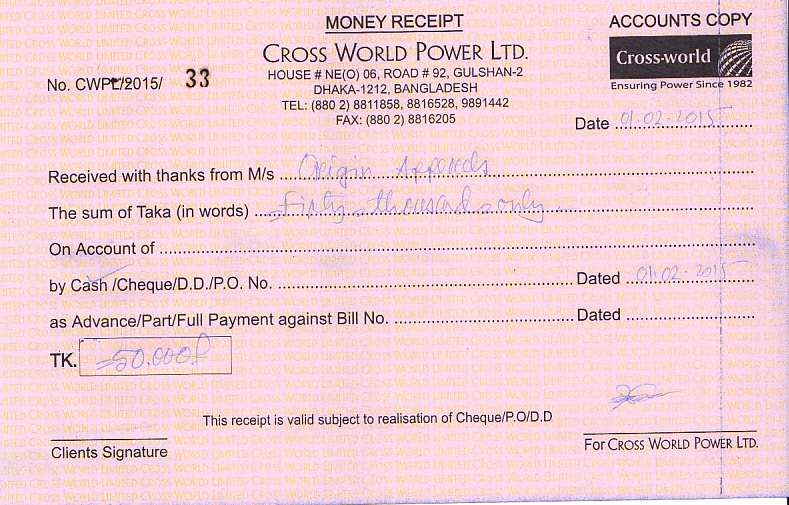 MONEY RECEIPT
ACCOUNTS COPY
CROSS WORLD POWER LTD.
Cross-world
Ensuring Power Since 1982
No. CWPL/2015/ 33
HOUSE # NE(O) 06, ROAD # 92, GULSHAN-2
DHAKA-1212, BANGLADESH
TEL: (880 2) 8811858, 8816528, 9891442
FAX: (880 2) 8816205
Date 01-02-2015
Received with thanks from M/s Origin
The sum of Taka (in words) Fifty thousand only
On Account of
by Cash /Cheque/D.D./P.O. No. Dated 01-02-2015
as Advance/Part/Full Payment against Bill No. Dated
TK. =50.000/
This receipt is valid subject to realisation of Cheque/P.O/D.D
Clients Signature
For CROSS WORLD POWER LTD.